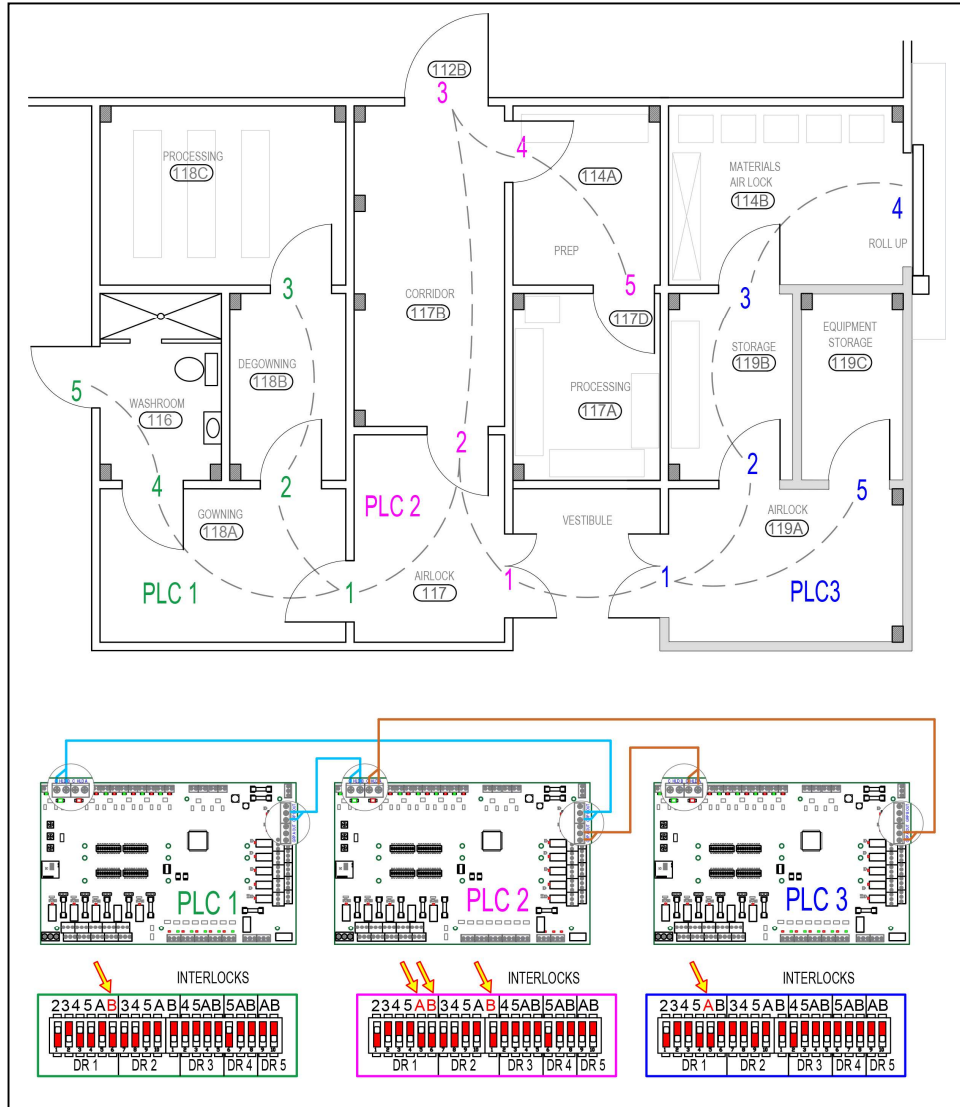 112B
3
PROCESSING
118C
4
114A
MATERIALS
AIR LOCK
114B
4
ROLL UP
PREP
3
CORRIDOR
117B
5
117D
3
EQUIPMENT
STORAGE
119C
STORAGE
119B
DEGOWNING
118B
5
WASHROOM
116
PROCESSING
117A
2
2
5
4
2
PLC 2
GOWNING
118A
VESTIBULE
AIRLOCK
119A
PLC 1
1
AIRLOCK
117
1
1
PLC3
PLC 1
PLC 2
PLC 3
INTERLOCKS
2345AB 345AB 45AB 5AB AB
DR 1 DR 2 DR 3 DR 4 DR 5
INTERLOCKS
2345AB 345AB 45AB 5AB AB
DR 1 DR 2 DR 3 DR 4 DR 5
INTERLOCKS
2345AB 345AB 45AB 5AB AB
DR 1 DR 2 DR 3 DR 4 DR 5